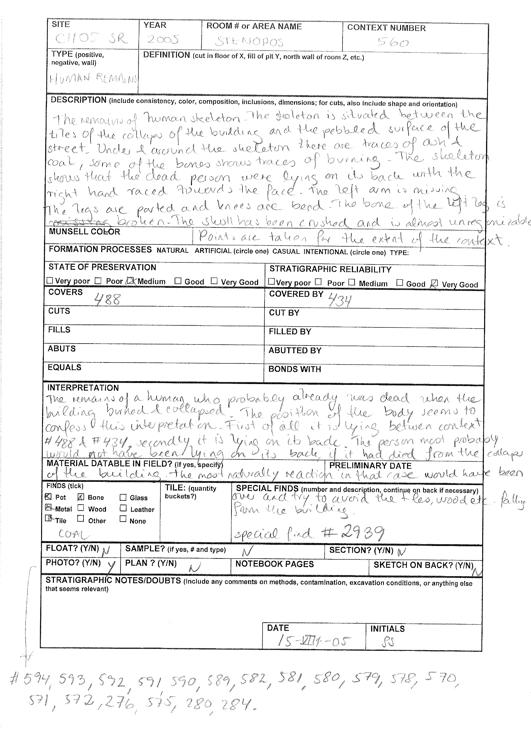 SITE
CHOS SR
YEAR
2005
ROOM # or AREA NAME
STENOPOS
CONTEXT NUMBER
560
TYPE (positive, negative, wall)
HUMAN REMAINS
DEFINITION (cut in floor of X, fill of pit Y, north wall of room Z, etc.)
DESCRIPTION (include consistency, color, composition, inclusions, dimensions; for cuts, also include shape and orientation)
The remains of human skeleton. The skeleton is situated between the
tiles of the collaps of the building and the pebbled surface of the
street. Under & around the skeleton there are traces of ash &
coal, some of the bones shows traces of burning. The skeleton
shows that the dead person were lying on its back with the
right hand raced towards the face. The left arm is missing
The legs are parted and knees are bend. The bone of the left leg is
broken. The skull has been crushed and is almost unregonizable
MUNSELL COLOR
Points are taken for the extent of the context.
FORMATION PROCESSES NATURAL ARTIFICIAL (circle one) CASUAL INTENTIONAL (circle one) TYPE:
STATE OF PRESERVATION
☐ Very poor ☐ Poor ☑ Medium ☐ Good ☐ Very Good
STRATIGRAPHIC RELIABILITY
☐ Very poor ☐ Poor ☐ Medium ☐ Good ☑ Very Good
COVERS 488
COVERED BY 434
CUTS
CUT BY
FILLS
FILLED BY
ABUTS
ABUTTED BY
EQUALS
BONDS WITH
INTERPRETATION
The remains of a human, who probably already was dead when the
building burned & collapsed. The position of the body seems to
confess this interpretation. First of all it is lying between context
#488 & #434, secondly it is lying on its back. The person most probably
would not have been lying on its back if it had died from the collapse
MATERIAL DATABLE IN FIELD? (if yes, specify)
PRELIMINARY DATE
of the building, the most naturally reaction in that case would have been
FINDS (tick)
☑ Pot ☑ Bone ☐ Glass
☑ Metal ☐ Wood ☐ Leather
☑ Tile ☐ Other ☐ None
COAL
TILE: (quantity buckets?)
SPECIAL FINDS (number and description, continue on back if necessary)
over and try to avoid the tiles, wood etc. falling
from the building.
special find #2939
FLOAT? (Y/N) N
SAMPLE? (if yes, # and type) N
SECTION? (Y/N) N
PHOTO? (Y/N) Y
PLAN ? (Y/N) N
NOTEBOOK PAGES
SKETCH ON BACK? (Y/N) N
STRATIGRAPHIC NOTES/DOUBTS (Include any comments on methods, contamination, excavation conditions, or anything else that seems relevant)
DATE
15-VIII-05
INITIALS
SS
#594, 593, 592, 591, 590, 589, 582, 581, 580, 579, 578, 570,
571, 572, 276, 575, 280, 284.